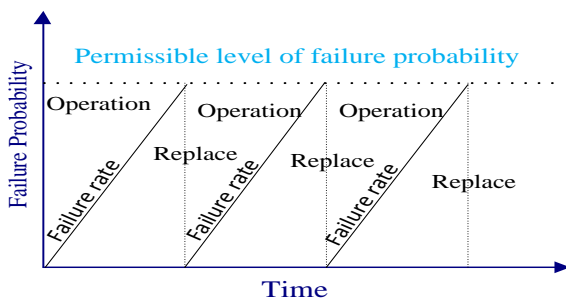 Permissible level of failure probability
Failure Probability
Operation
Operation
Operation
Replace
Replace
Replace
Failure rate
Failure rate
Failure rate
Time